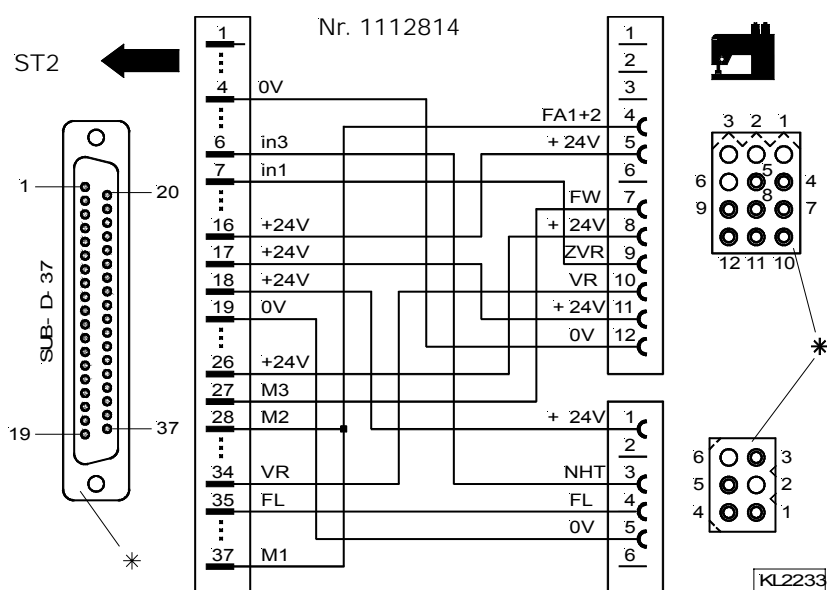 Nr. 1112814
ST2
SUB-D-37
1
20
19
37
1
4 0V
6 in3
7 in1
16 +24V
17 +24V
18 +24V
19 0V
26 +24V
27 M3
28 M2
34 VR
35 FL
37 M1
1
2
3
FA1+2 4
+24V 5
6
FW 7
+24V 8
ZVR 9
VR 10
+24V 11
0V 12
+24V 1
2
NHT 3
FL 4
0V 5
6
3 2 1
6 5 4
9 8 7
12 11 10
*
6 3
5 2
4 1
*
KL2233